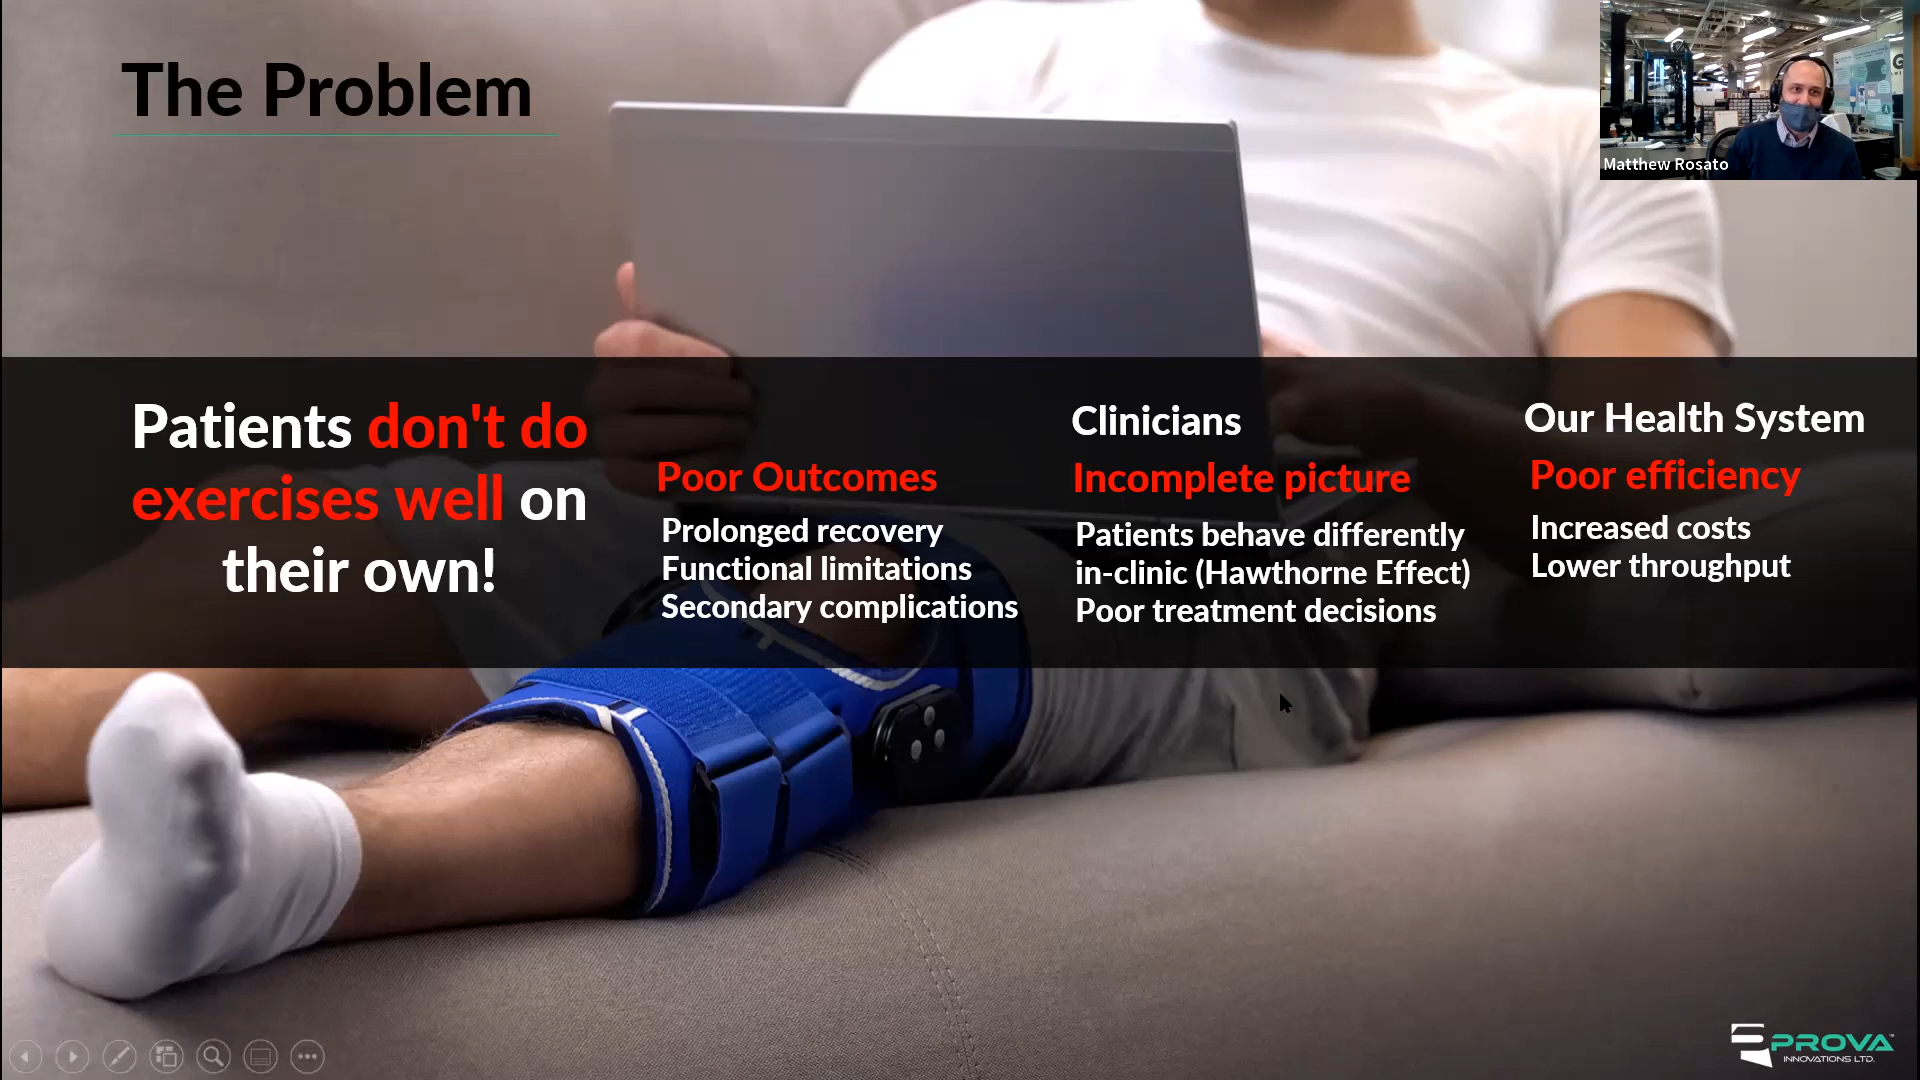 The Problem
Matthew Rosato
Patients don't do
exercises well on
their own!
Poor Outcomes
Prolonged recovery
Functional limitations
Secondary complications
Clinicians
Incomplete picture
Patients behave differently
in-clinic (Hawthorne Effect)
Poor treatment decisions
Our Health System
Poor efficiency
Increased costs
Lower throughput
PROVA
INNOVATIONS LTD.